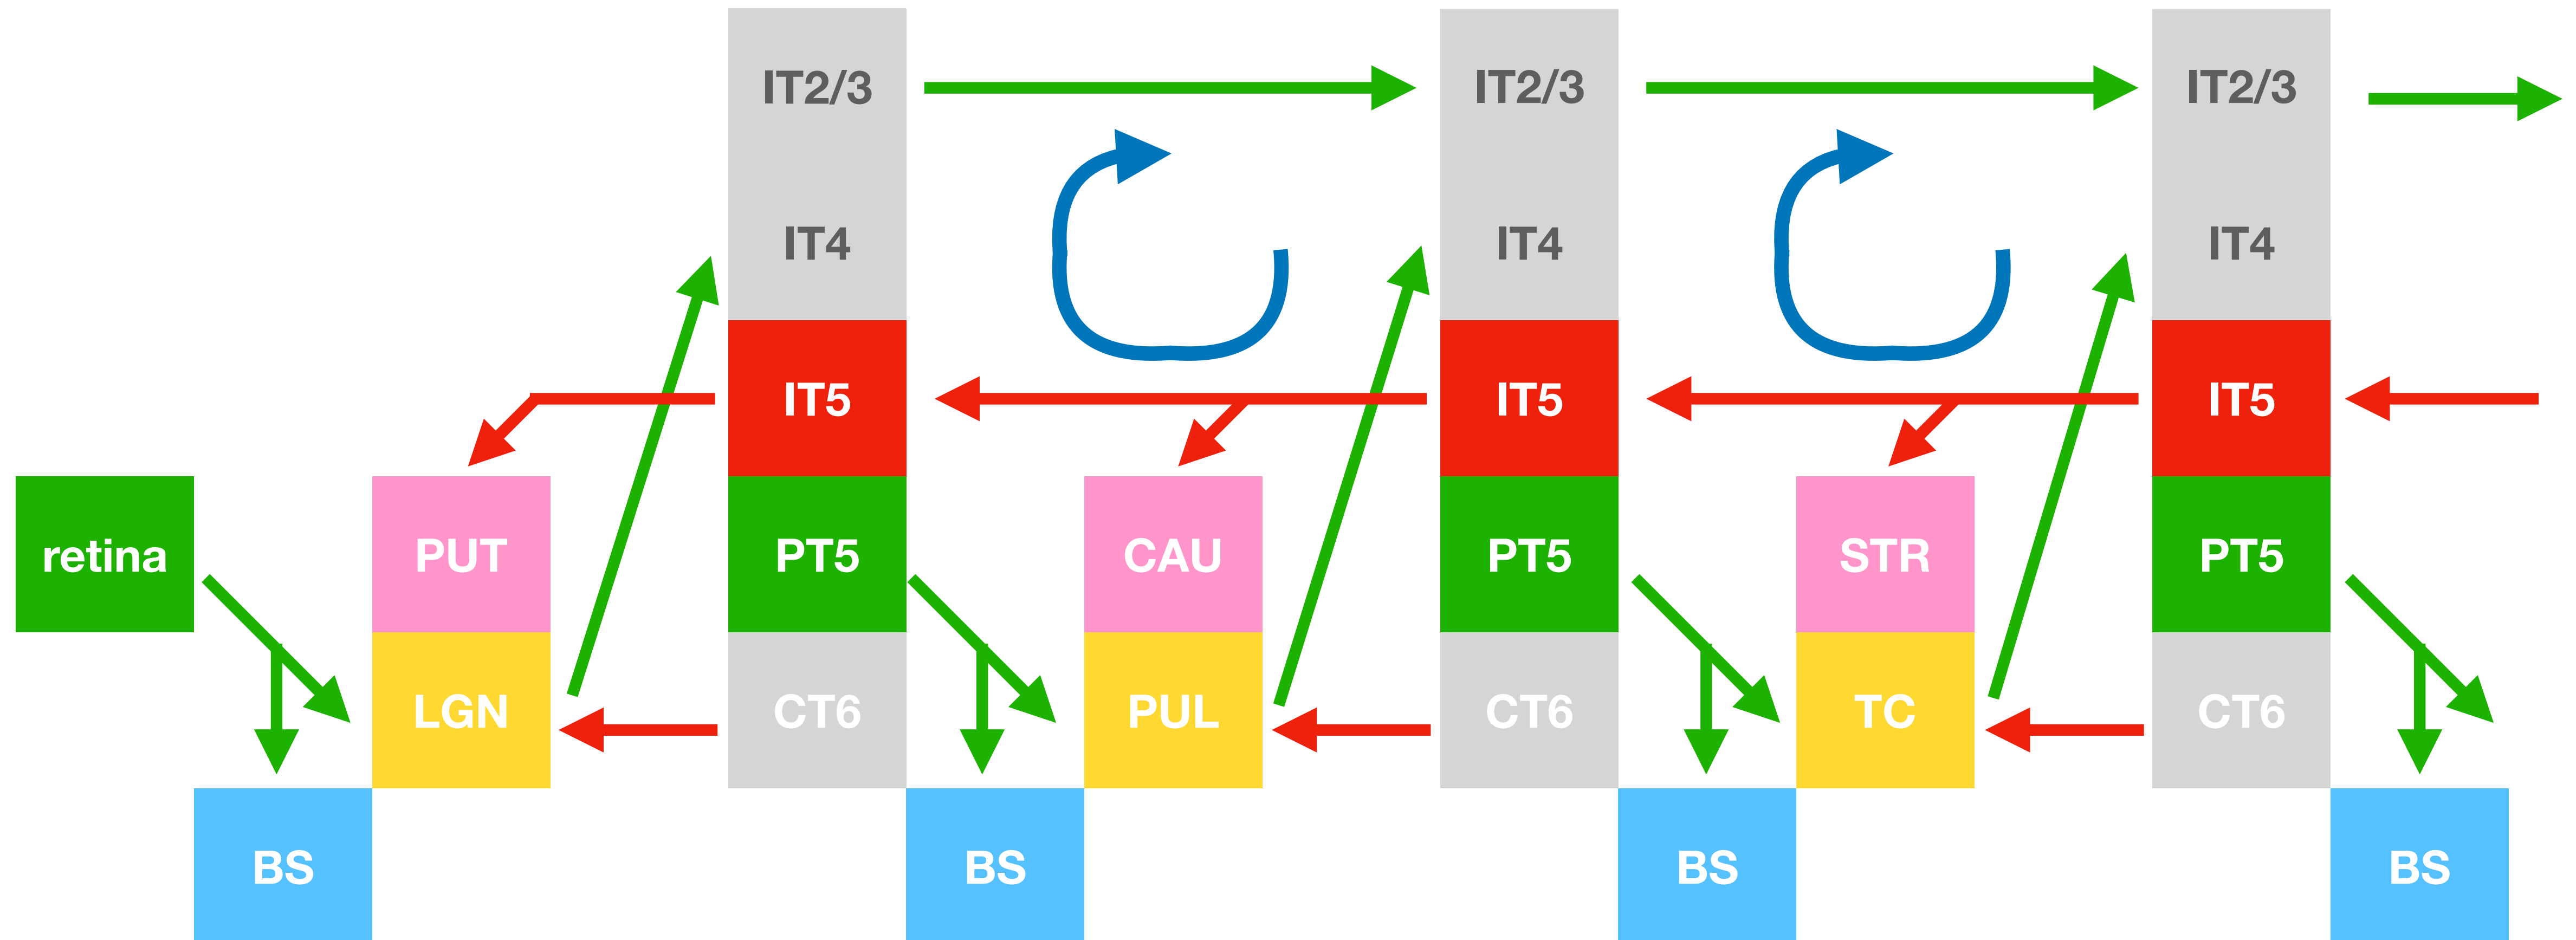 IT2/3
IT2/3
IT2/3
IT4
IT4
IT4
IT5
IT5
IT5
retina
PUT
PT5
CAU
PT5
STR
PT5
LGN
CT6
PUL
CT6
TC
CT6
BS
BS
BS
BS